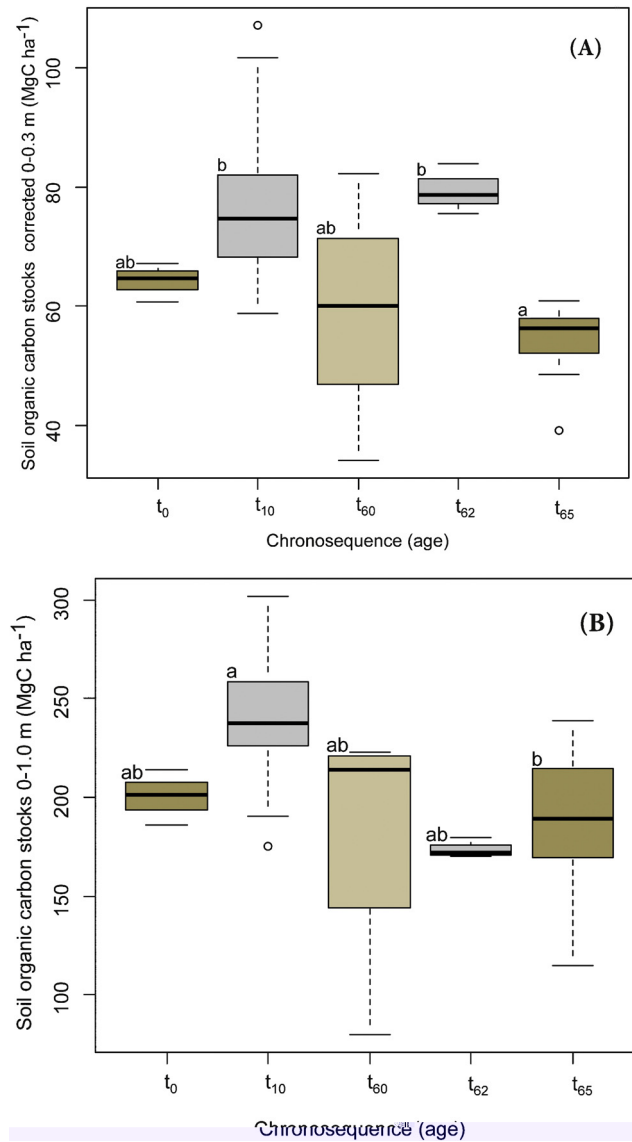 (A)
Soil organic carbon stocks corrected 0-0.3 m (MgC ha⁻¹)
100
80
60
40
ab
b
ab
b
a
t₀ t₁₀ t₆₀ t₆₂ t₆₅
Chronosequence (age)
(B)
Soil organic carbon stocks 0-1.0 m (MgC ha⁻¹)
300
250
200
150
100
ab
a
ab
ab
b
t₀ t₁₀ t₆₀ t₆₂ t₆₅
Chronosequence (age)